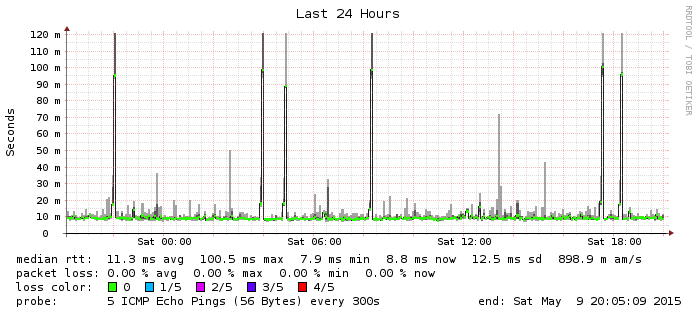 Last 24 Hours
RRDTOOL / TOBI OETIKER
Seconds
120 m
110 m
100 m
90 m
80 m
70 m
60 m
50 m
40 m
30 m
20 m
10 m
0
Sat 00:00 Sat 06:00 Sat 12:00 Sat 18:00
median rtt: 11.3 ms avg 100.5 ms max 7.9 ms min 8.8 ms now 12.5 ms sd 898.9 m am/s
packet loss: 0.00 % avg 0.00 % max 0.00 % min 0.00 % now
loss color: 0 1/5 2/5 3/5 4/5
probe: 5 ICMP Echo Pings (56 Bytes) every 300s end: Sat May 9 20:05:09 2015